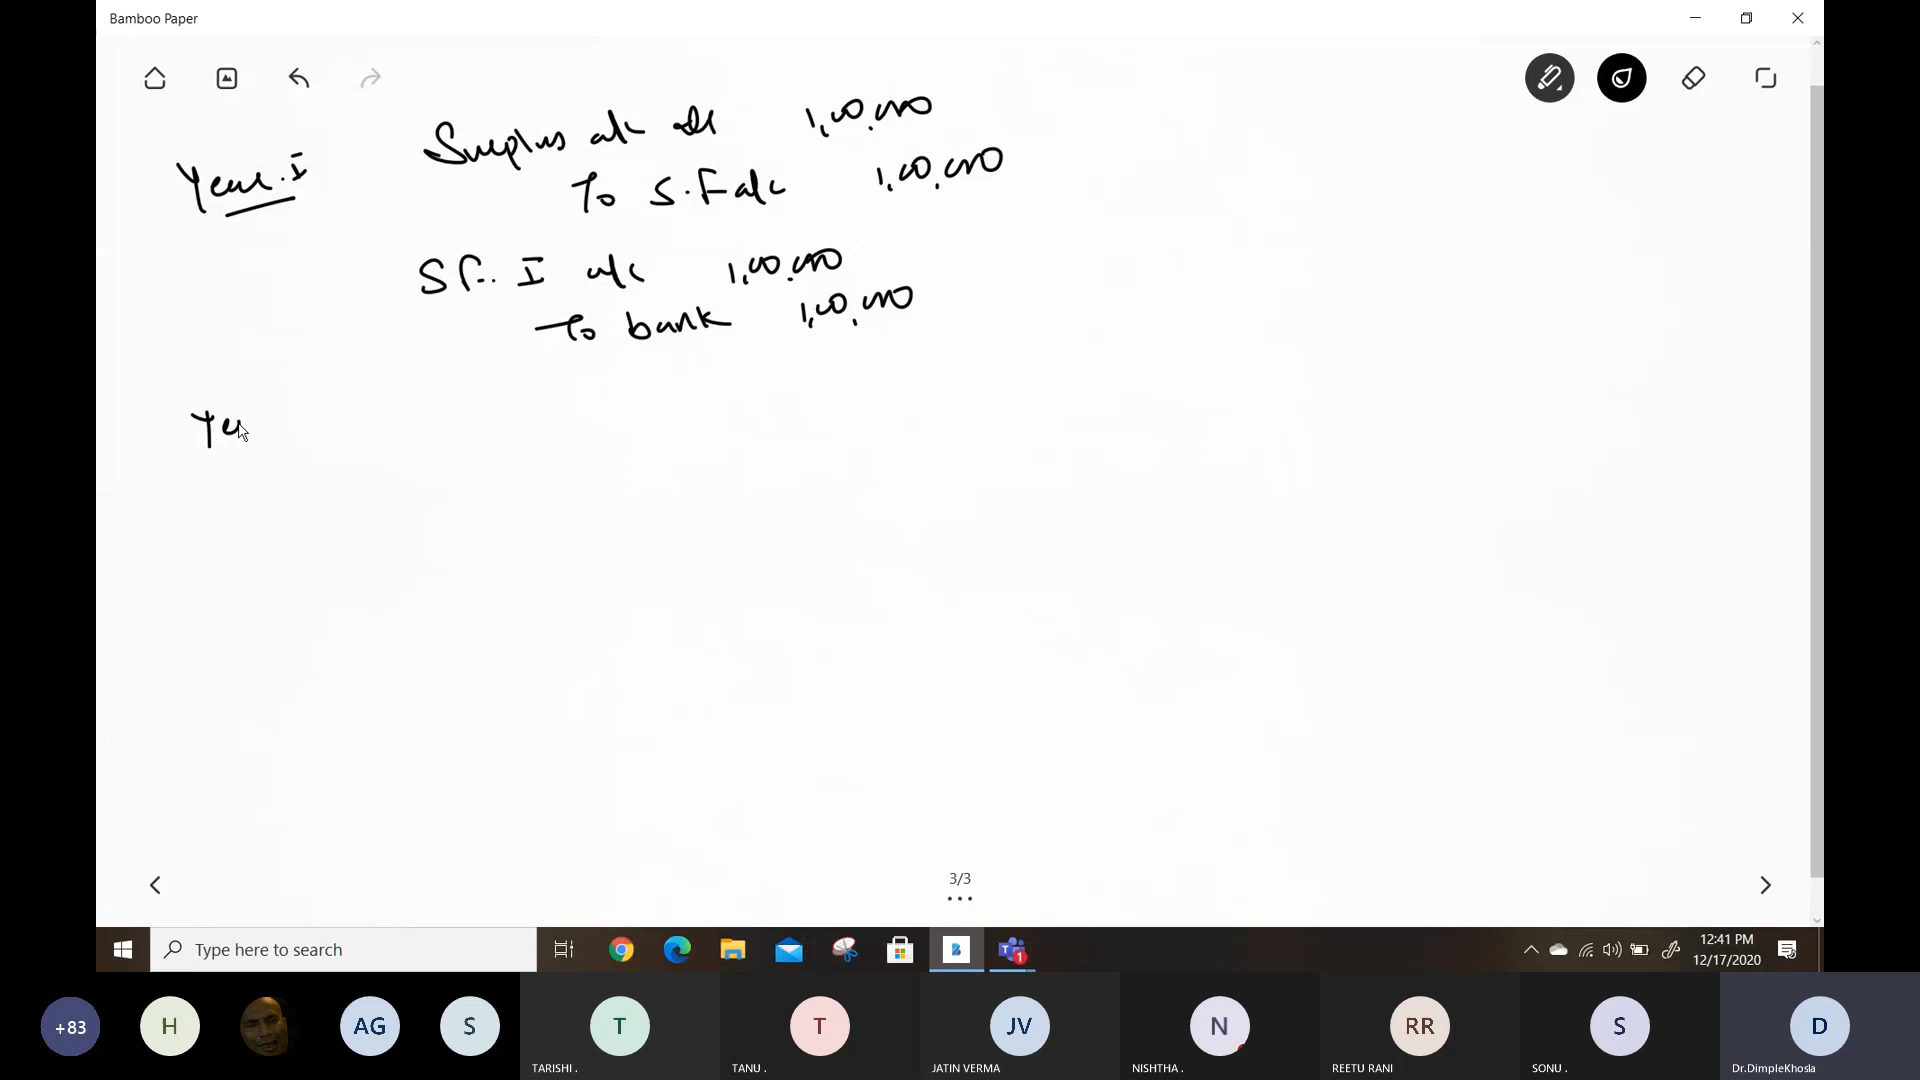 Bamboo Paper
Surplus a/c Dr 1,00,000
Year. I
To S.F a/c 1,00,000
S F.. I a/c 1,00,000
To bank 1,00,000
Ye
3/3
Type here to search
12:41 PM
12/17/2020
+83
H
AG
S
T
T
JV
N
RR
S
D
TARISHI .
TANU .
JATIN VERMA
NISHTHA .
REETU RANI
SONU .
Dr.DimpleKhosla